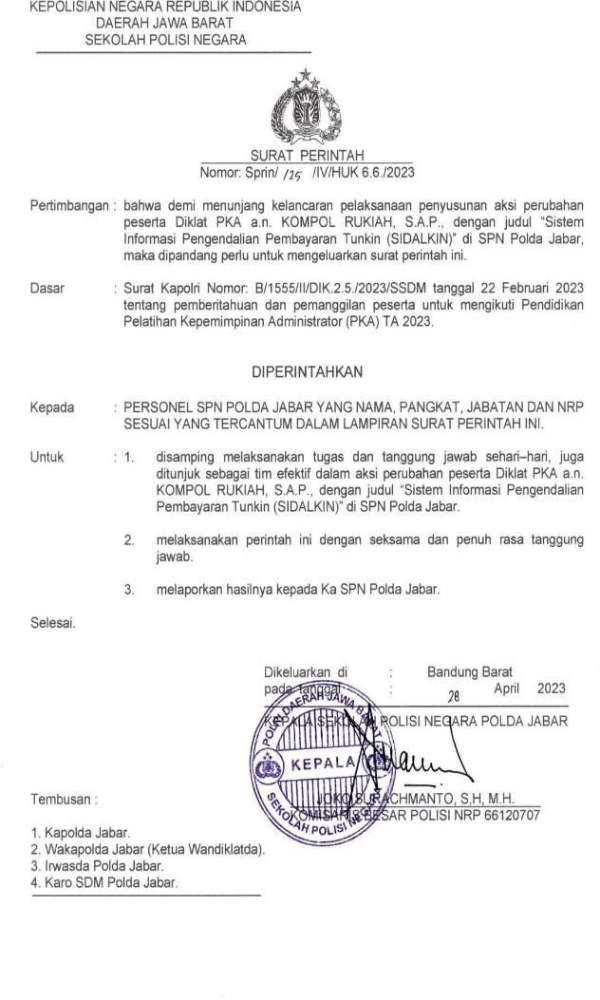 KEPOLISIAN NEGARA REPUBLIK INDONESIA
DAERAH JAWA BARAT
SEKOLAH POLISI NEGARA
SURAT PERINTAH
Nomor: Sprin/ 125 /IV/HUK 6.6./2023
Pertimbangan : bahwa demi menunjang kelancaran pelaksanaan penyusunan aksi perubahan
peserta Diklat PKA a.n. KOMPOL RUKIAH, S.A.P., dengan judul “Sistem
Informasi Pengendalian Pembayaran Tunkin (SIDALKIN)” di SPN Polda Jabar,
maka dipandang perlu untuk mengeluarkan surat perintah ini.
Dasar : Surat Kapolri Nomor: B/1555/II/DIK.2.5./2023/SSDM tanggal 22 Februari 2023
tentang pemberitahuan dan pemanggilan peserta untuk mengikuti Pendidikan
Pelatihan Kepemimpinan Administrator (PKA) TA 2023.
DIPERINTAHKAN
Kepada : PERSONEL SPN POLDA JABAR YANG NAMA, PANGKAT, JABATAN DAN NRP
SESUAI YANG TERCANTUM DALAM LAMPIRAN SURAT PERINTAH INI.
Untuk : 1. disamping melaksanakan tugas dan tanggung jawab sehari–hari, juga
ditunjuk sebagai tim efektif dalam aksi perubahan peserta Diklat PKA a.n.
KOMPOL RUKIAH, S.A.P., dengan judul “Sistem Informasi Pengendalian
Pembayaran Tunkin (SIDALKIN)” di SPN Polda Jabar.
2. melaksanakan perintah ini dengan seksama dan penuh rasa tanggung
jawab.
3. melaporkan hasilnya kepada Ka SPN Polda Jabar.
Selesai.
Dikeluarkan di : Bandung Barat
pada tanggal : 28 April 2023
KEPALA SEKOLAH POLISI NEGARA POLDA JABAR
POLRI DAERAH JAWA BARAT
KEPALA
SEKOLAH POLISI NEGARA
JOKO SURACHMANTO, S,H, M.H.
KOMISARIS BESAR POLISI NRP 66120707
Tembusan :
1. Kapolda Jabar.
2. Wakapolda Jabar (Ketua Wandiklatda).
3. Irwasda Polda Jabar.
4. Karo SDM Polda Jabar.